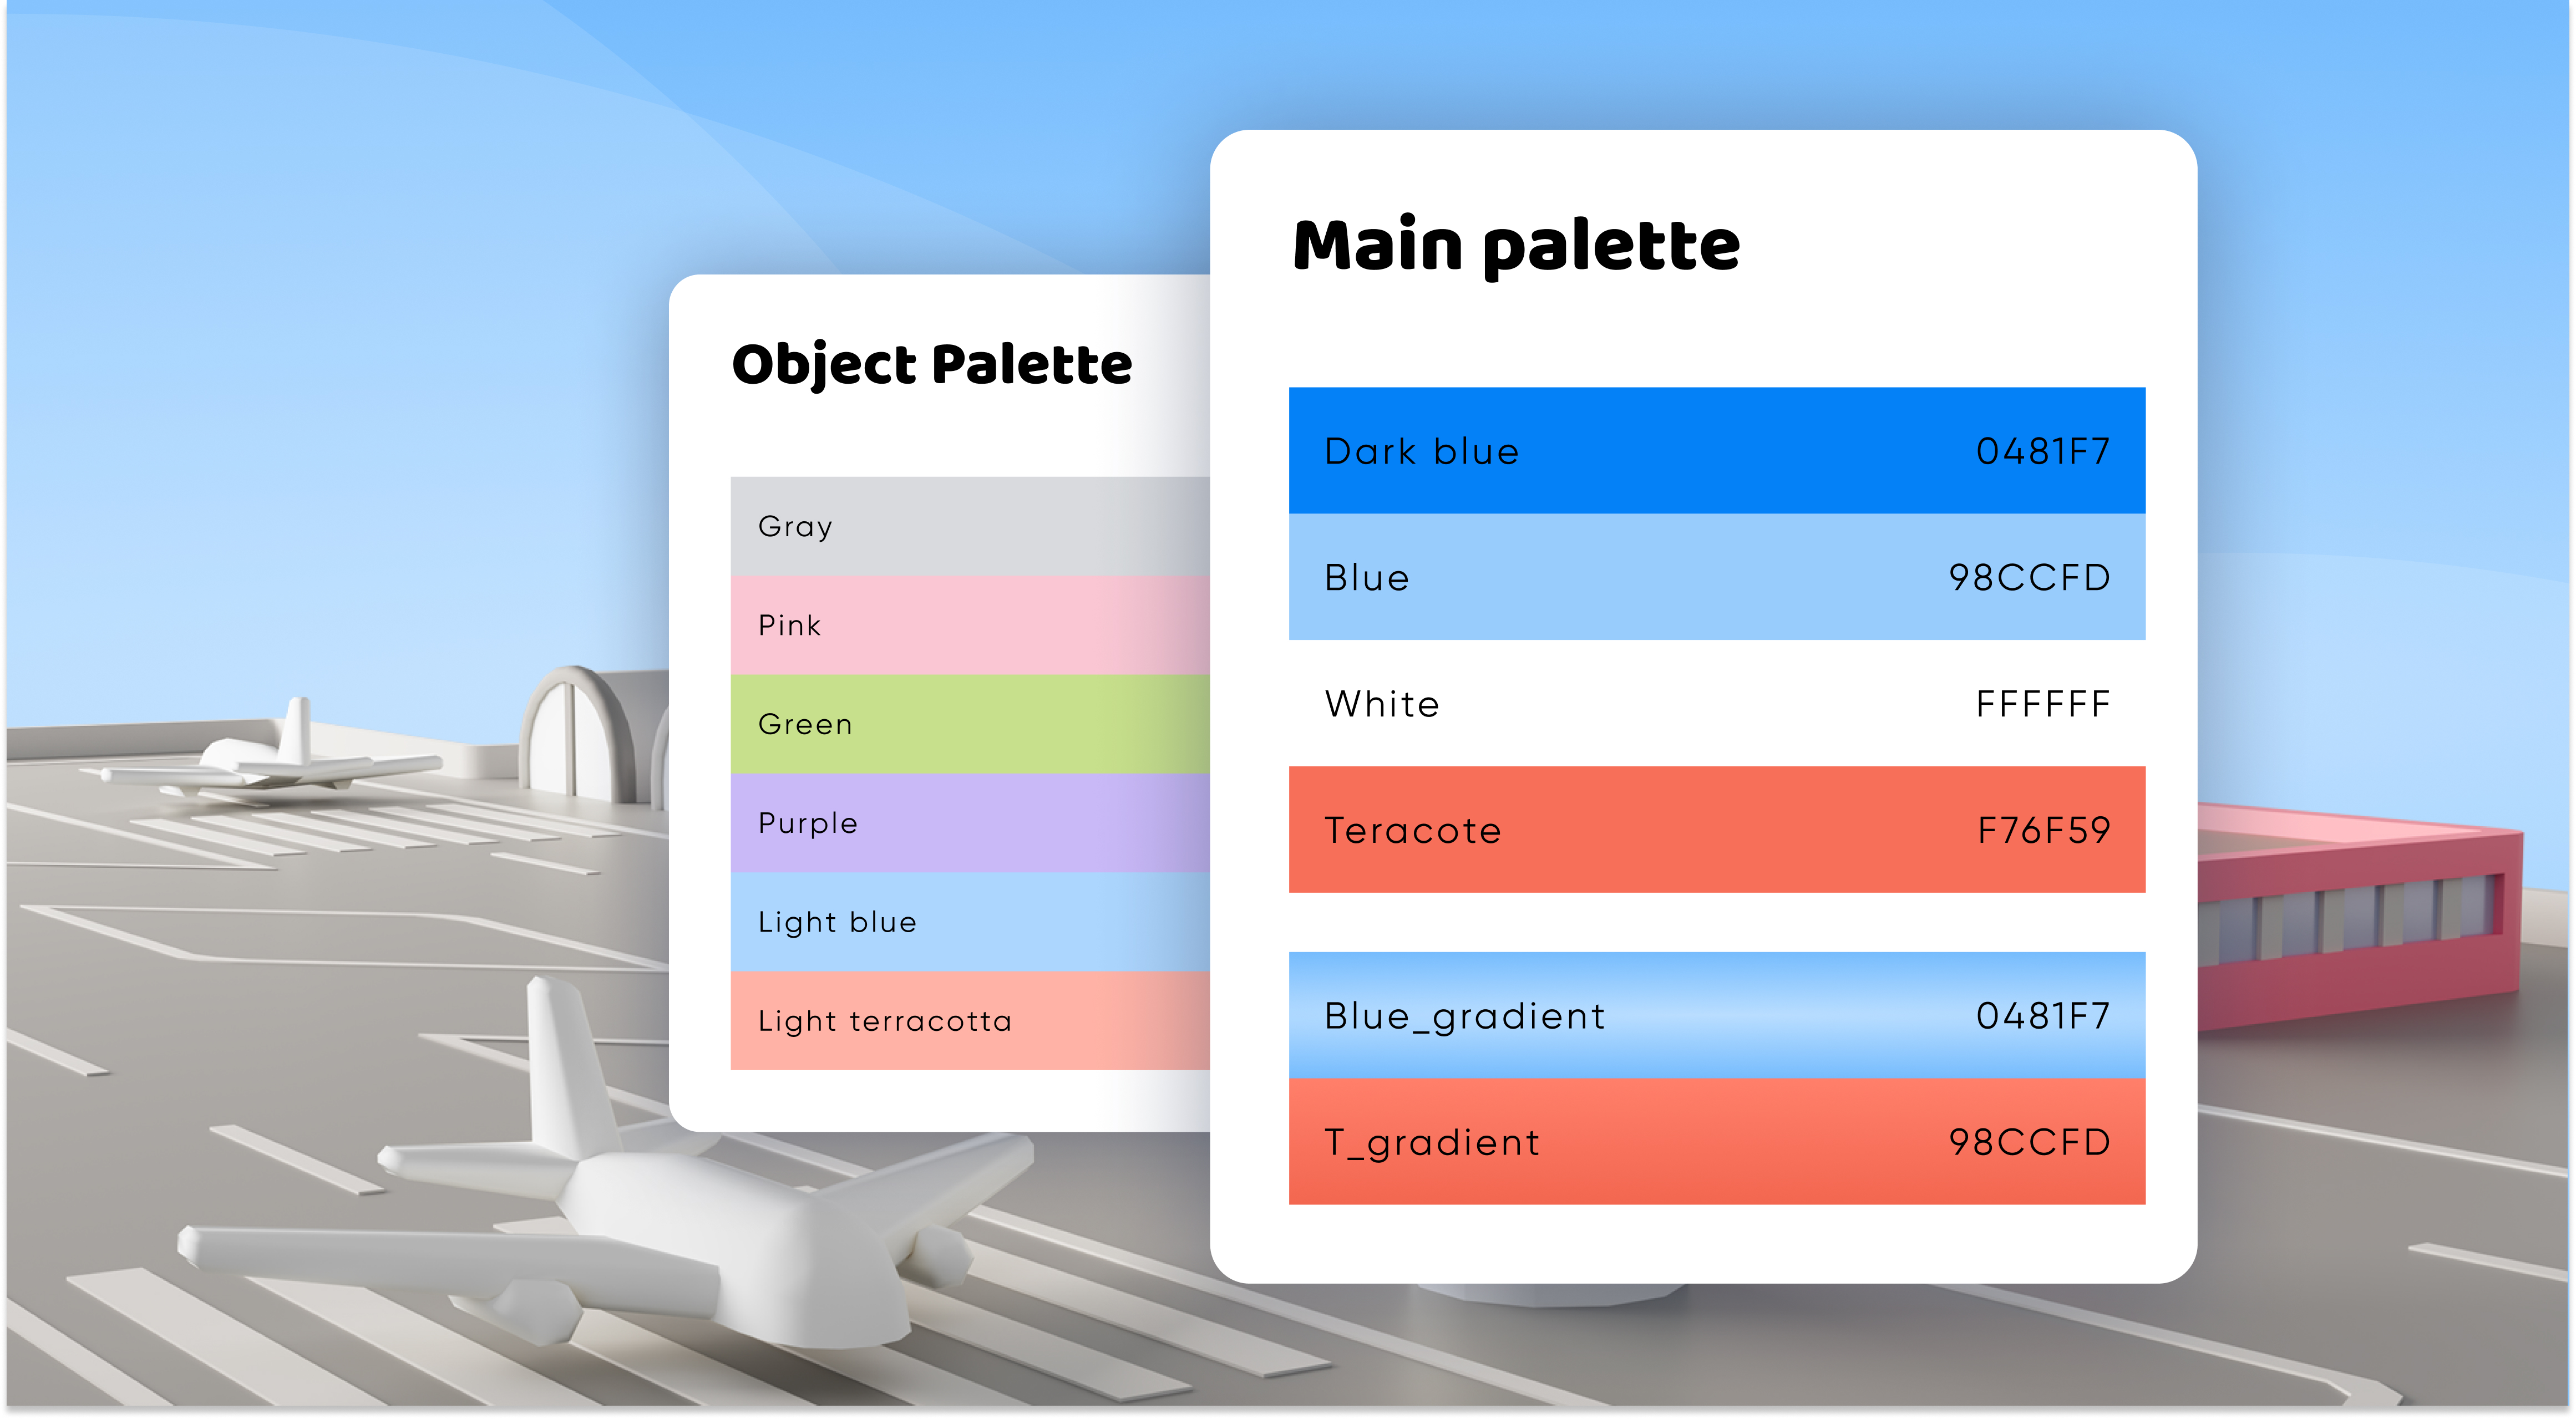 Object Palette
Gray
Pink
Green
Purple
Light blue
Light terracotta
Main palette
Dark blue 0481F7
Blue 98CCFD
White FFFFFF
Teracote F76F59
Blue_gradient 0481F7
T_gradient 98CCFD